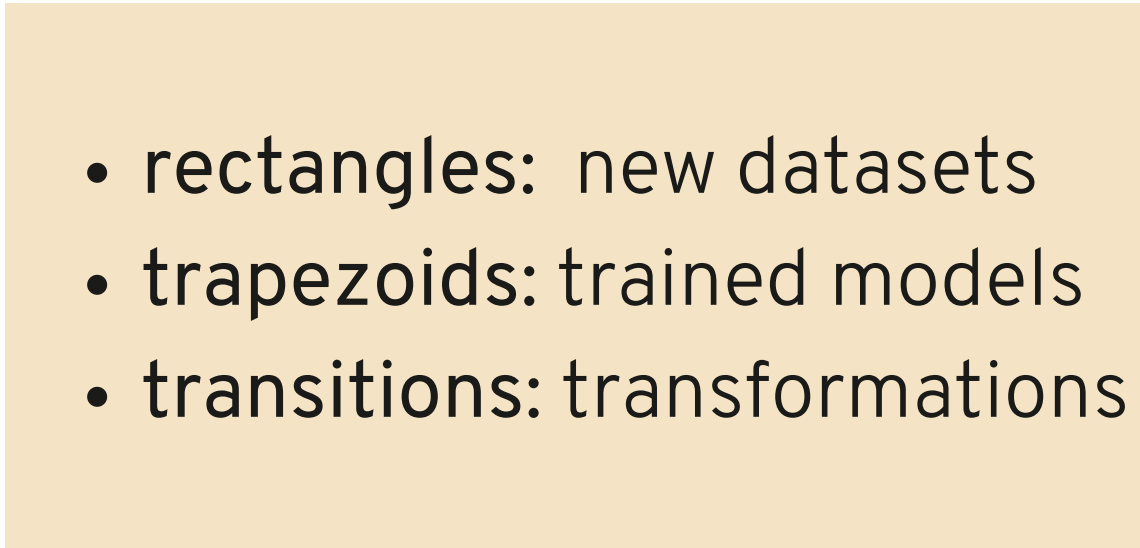 • rectangles: new datasets
• trapezoids: trained models
• transitions: transformations